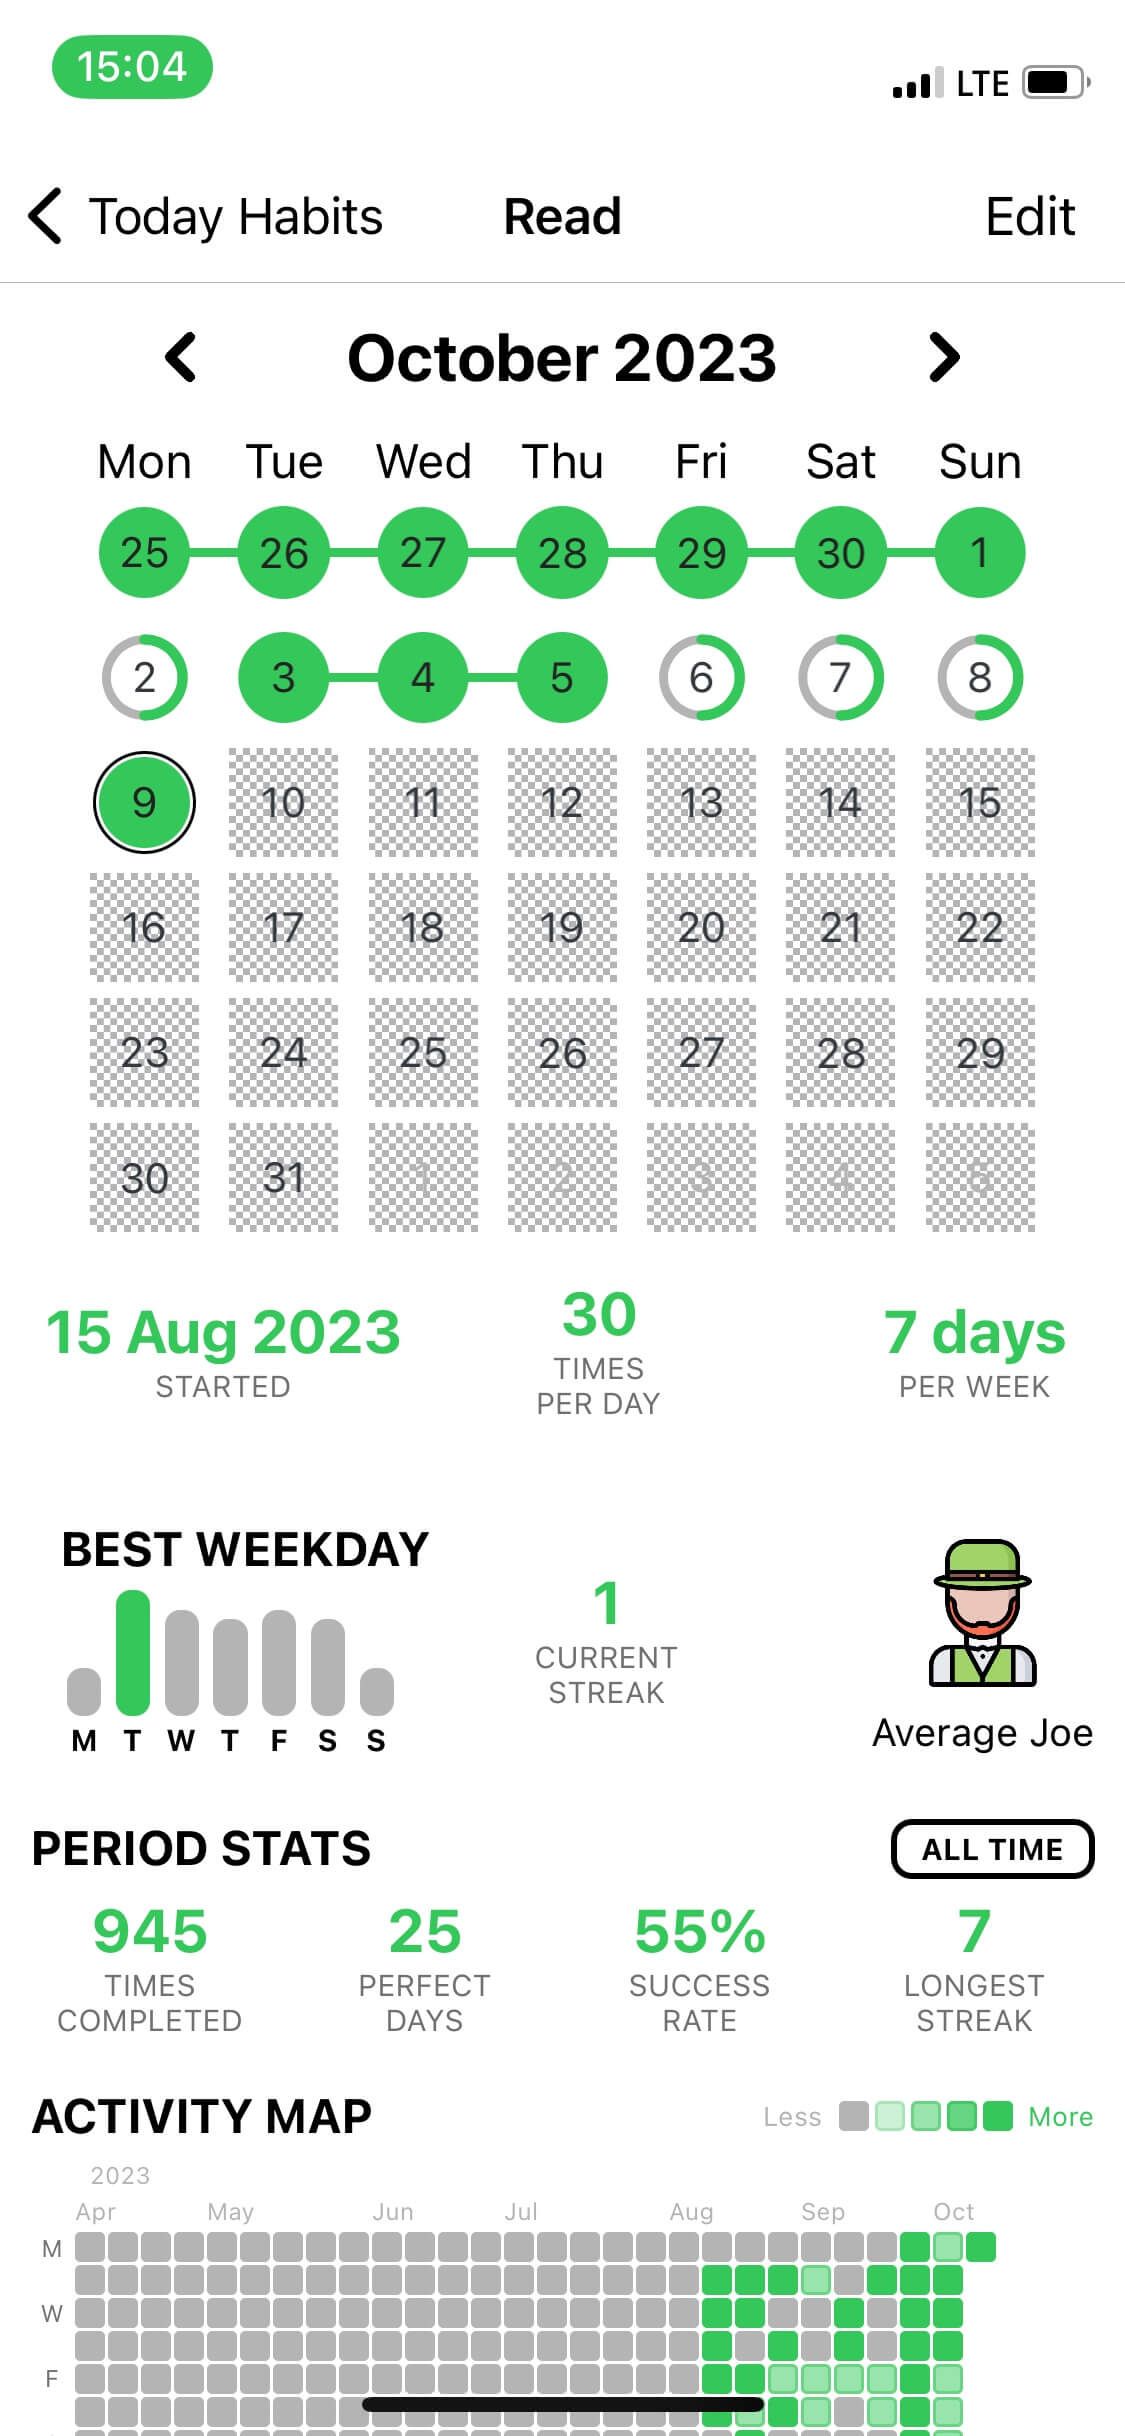 15:04 LTE
Today Habits Read Edit
October 2023
Mon Tue Wed Thu Fri Sat Sun
25 26 27 28 29 30 1
2 3 4 5 6 7 8
9 10 11 12 13 14 15
16 17 18 19 20 21 22
23 24 25 26 27 28 29
30 31 1 2 3 4 6
15 Aug 2023 30 7 days
STARTED TIMES PER WEEK
PER DAY
BEST WEEKDAY
1
CURRENT
STREAK
M T W T F S S
Average Joe
PERIOD STATS ALL TIME
945 25 55% 7
TIMES PERFECT SUCCESS LONGEST
COMPLETED DAYS RATE STREAK
ACTIVITY MAP Less More
2023
Apr May Jun Jul Aug Sep Oct
M
W
F